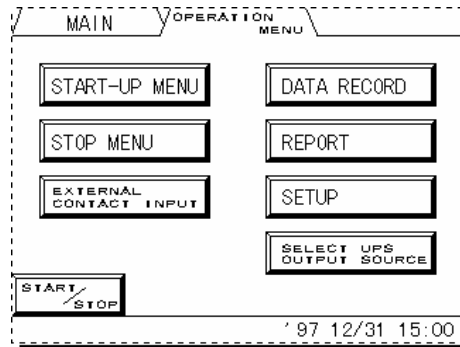 MAIN
OPERATION
MENU
START-UP MENU
DATA RECORD
STOP MENU
REPORT
EXTERNAL
CONTACT INPUT
SETUP
SELECT UPS
OUTPUT SOURCE
START/
STOP
'97 12/31 15:00